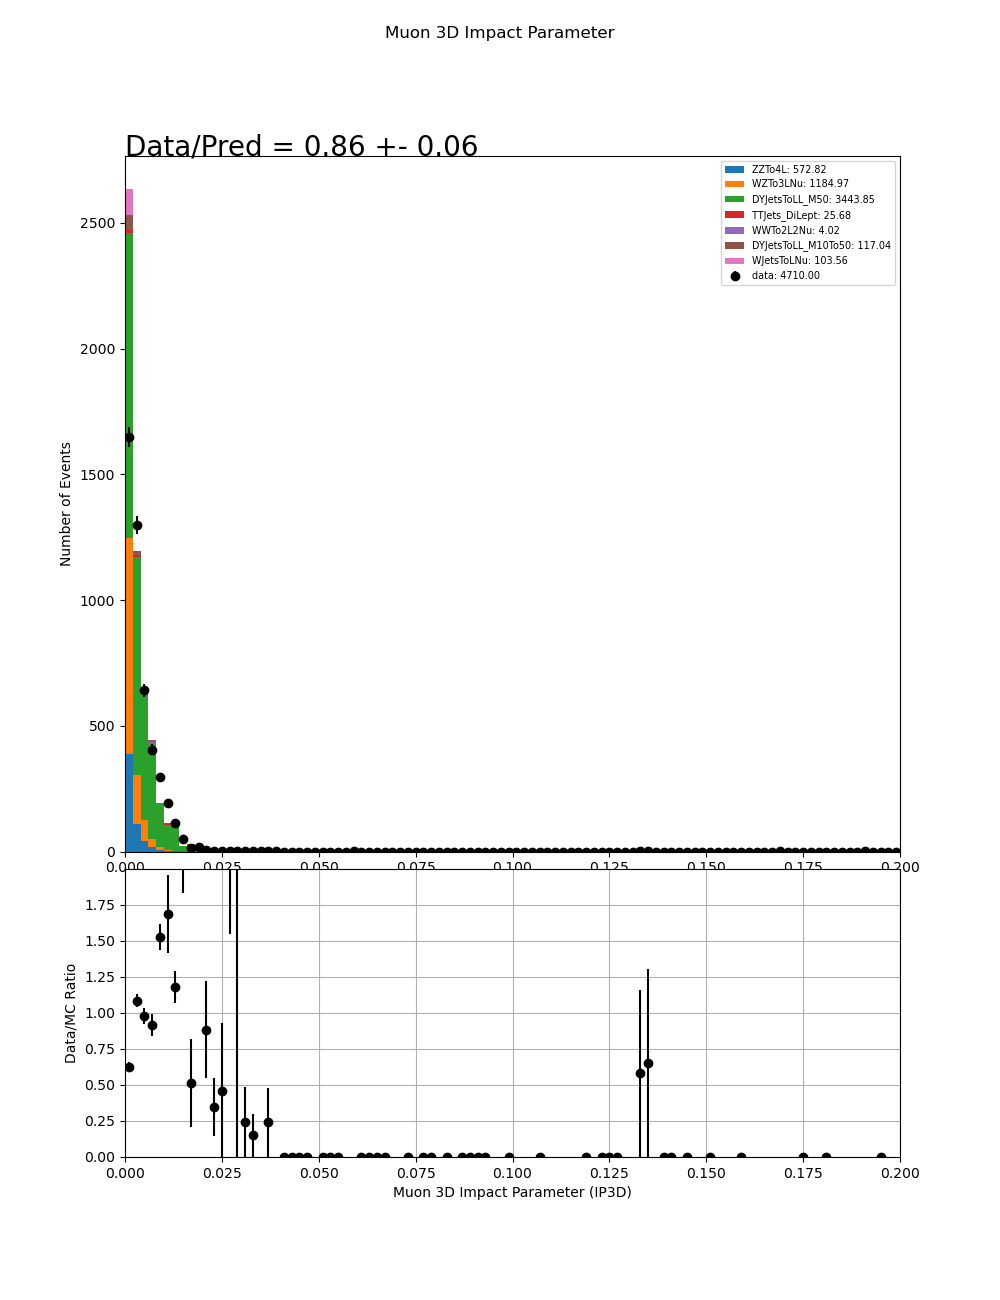 Muon 3D Impact Parameter
Data/Pred = 0.86 +- 0.06
ZZTo4L: 572.82
WZTo3LNu: 1184.97
DYJetsToLL_M50: 3443.85
TTJets_DiLept: 25.68
WWTo2L2Nu: 4.02
DYJetsToLL_M10To50: 117.04
WJetsToLNu: 103.56
data: 4710.00
2500
2000
1500
1000
500
0
Number of Events
0.000 0.025 0.050 0.075 0.100 0.125 0.150 0.175 0.200
1.75
1.50
1.25
1.00
0.75
0.50
0.25
0.00
Data/MC Ratio
0.000 0.025 0.050 0.075 0.100 0.125 0.150 0.175 0.200
Muon 3D Impact Parameter (IP3D)